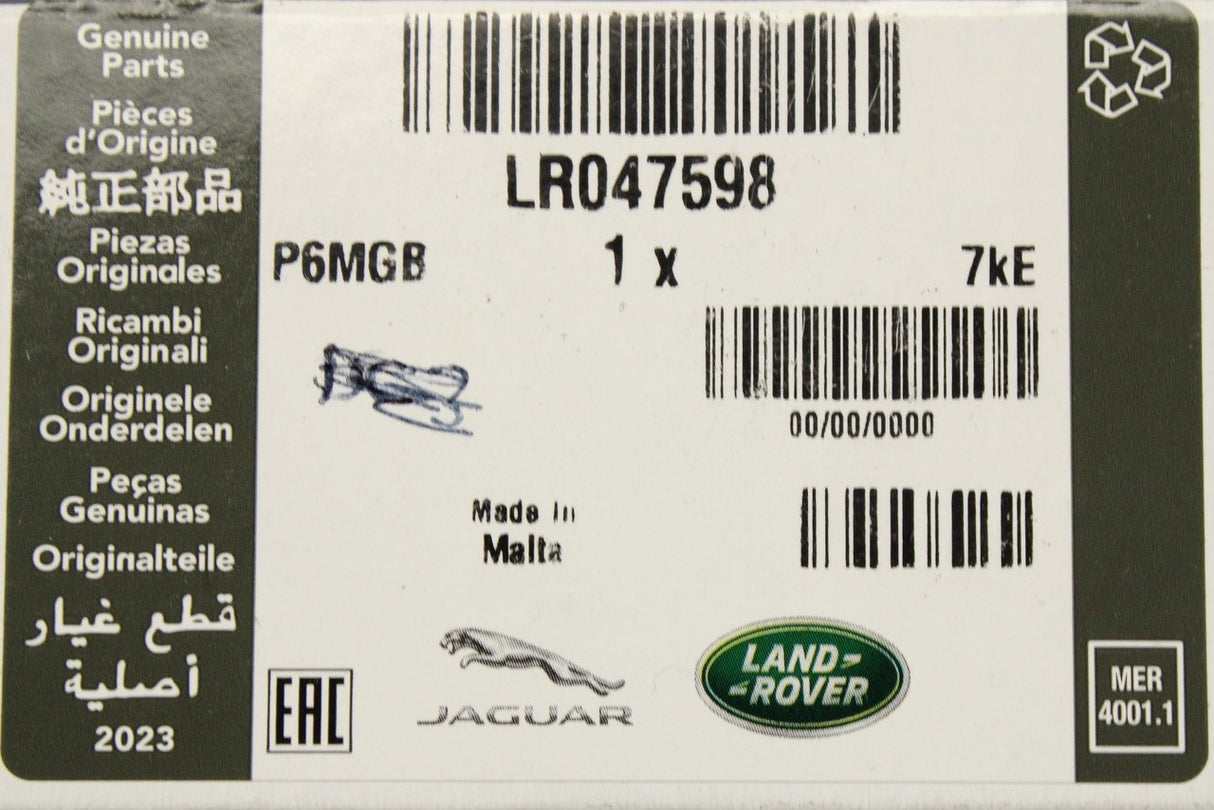 Genuine
Parts
Pièces
d'Origine
純正部品
Piezas
Originales
Ricambi
Originali
Originele
Onderdelen
Peças
Genuinas
Originalteile
قطع غيار
أصلية
2023
LR047598
P6MGB 1 x 7kE
00/00/0000
Made In
Malta
EAC
JAGUAR
LAND-
-ROVER
MER
4001.1